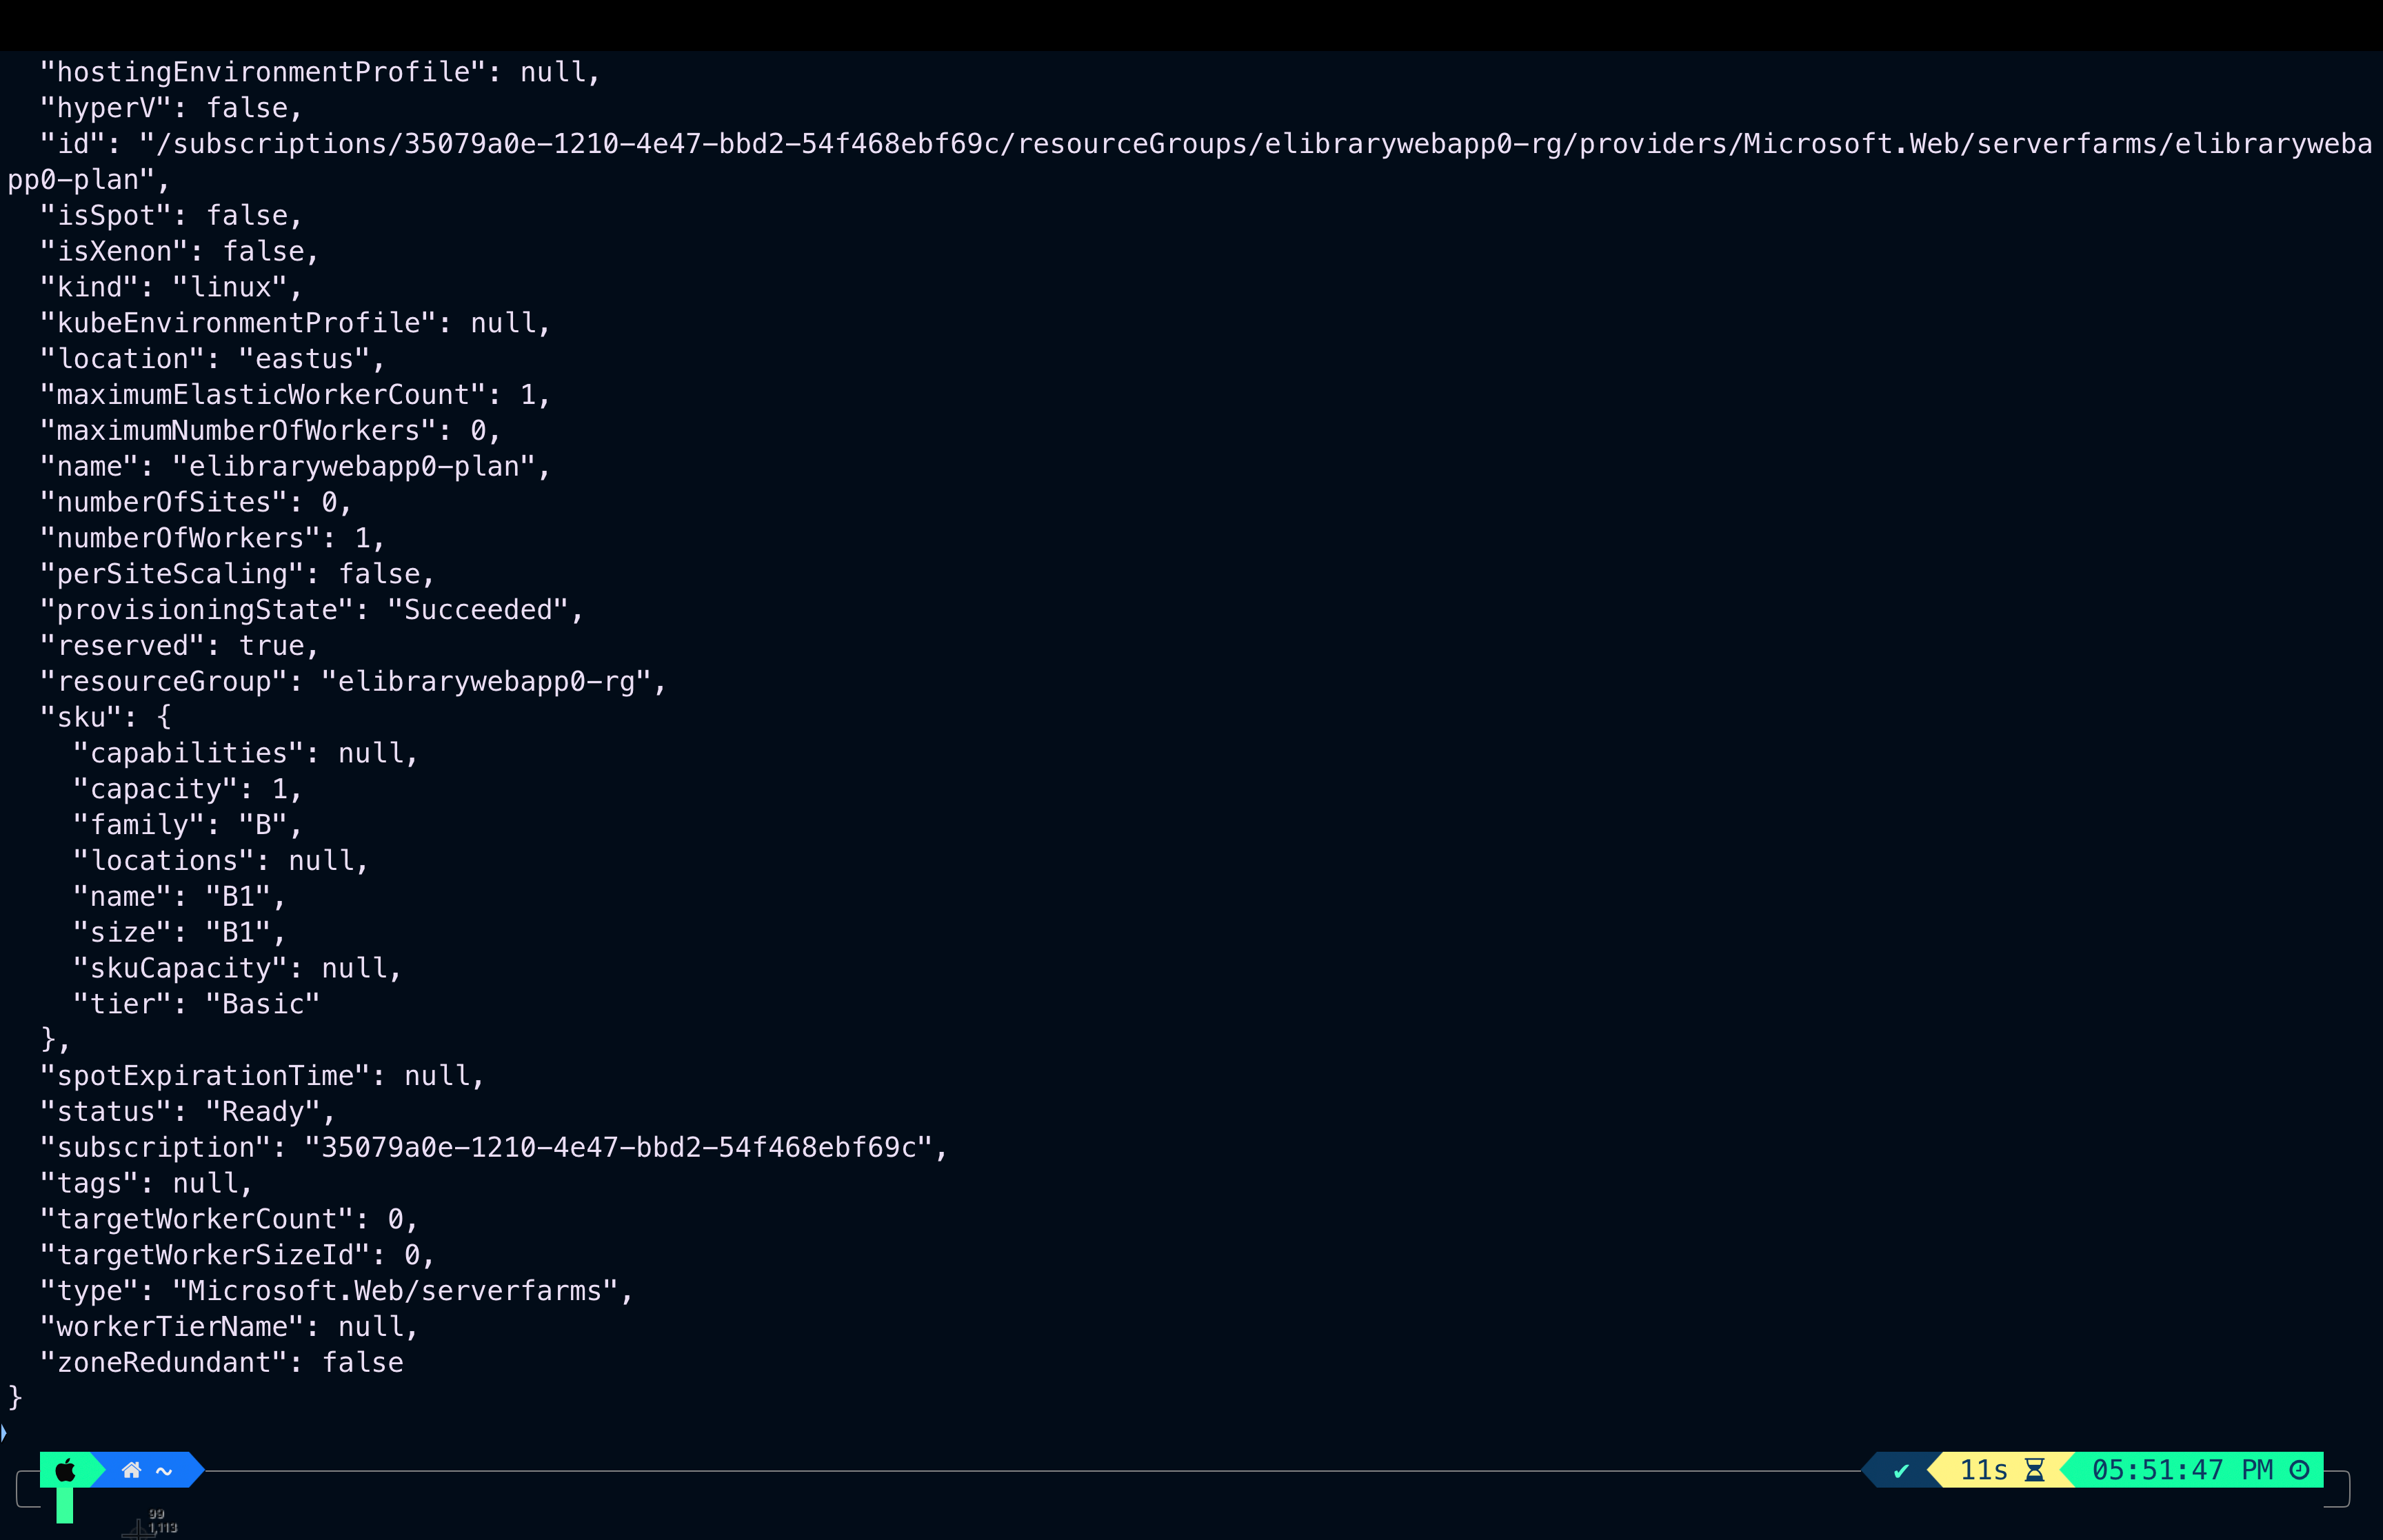 "hostingEnvironmentProfile": null,
"hyperV": false,
"id": "/subscriptions/35079a0e-1210-4e47-bbd2-54f468ebf69c/resourceGroups/elibrarywebapp0-rg/providers/Microsoft.Web/serverfarms/elibraryweba
pp0-plan",
"isSpot": false,
"isXenon": false,
"kind": "linux",
"kubeEnvironmentProfile": null,
"location": "eastus",
"maximumElasticWorkerCount": 1,
"maximumNumberOfWorkers": 0,
"name": "elibrarywebapp0-plan",
"numberOfSites": 0,
"numberOfWorkers": 1,
"perSiteScaling": false,
"provisioningState": "Succeeded",
"reserved": true,
"resourceGroup": "elibrarywebapp0-rg",
"sku": {
"capabilities": null,
"capacity": 1,
"family": "B",
"locations": null,
"name": "B1",
"size": "B1",
"skuCapacity": null,
"tier": "Basic"
},
"spotExpirationTime": null,
"status": "Ready",
"subscription": "35079a0e-1210-4e47-bbd2-54f468ebf69c",
"tags": null,
"targetWorkerCount": 0,
"targetWorkerSizeId": 0,
"type": "Microsoft.Web/serverfarms",
"workerTierName": null,
"zoneRedundant": false
}
~ ✔ 11s 05:51:47 PM
99
1,113